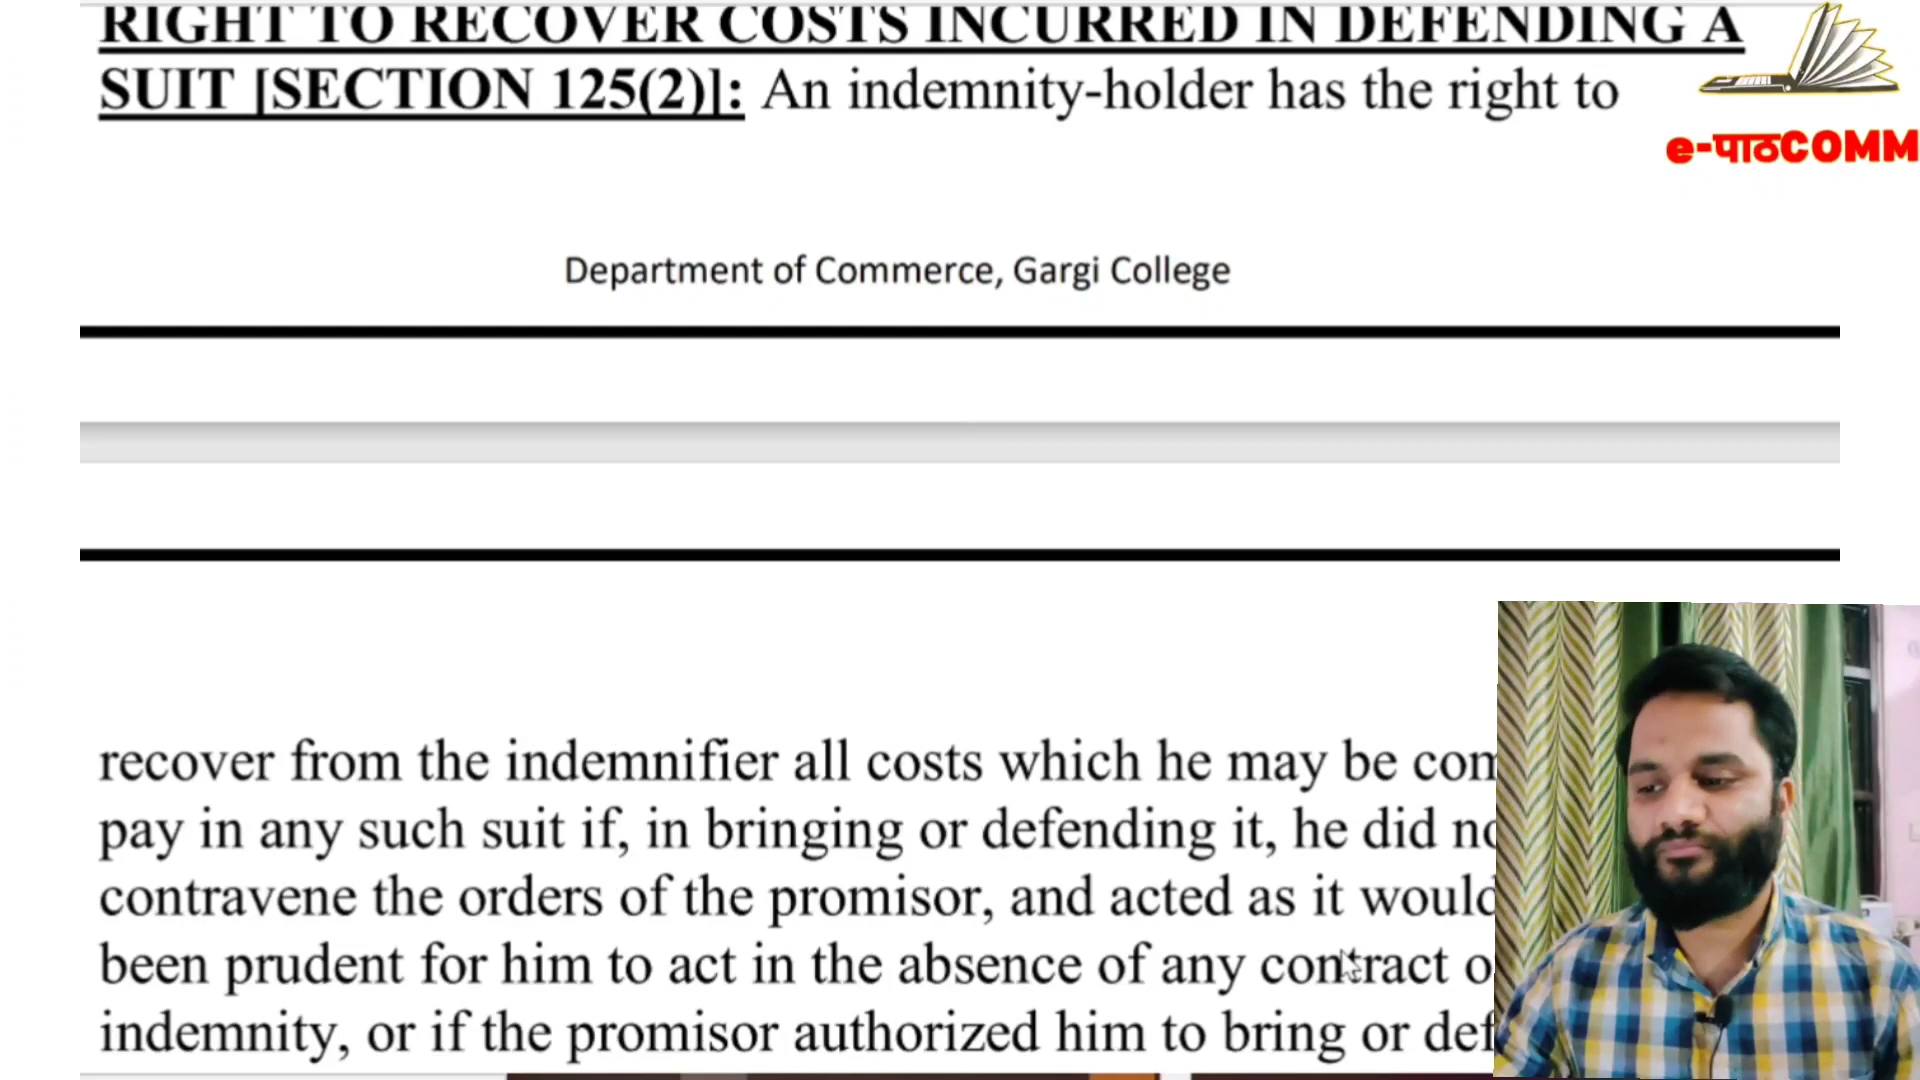 RIGHT TO RECOVER COSTS INCURRED IN DEFENDING A
SUIT [SECTION 125(2)]: An indemnity-holder has the right to
e-पाठCOMM
Department of Commerce, Gargi College
recover from the indemnifier all costs which he may be
pay in any such suit if, in bringing or defending it, he did
contravene the orders of the promisor, and acted as it would
been prudent for him to act in the absence of any contract
indemnity, or if the promisor authorized him to bring or